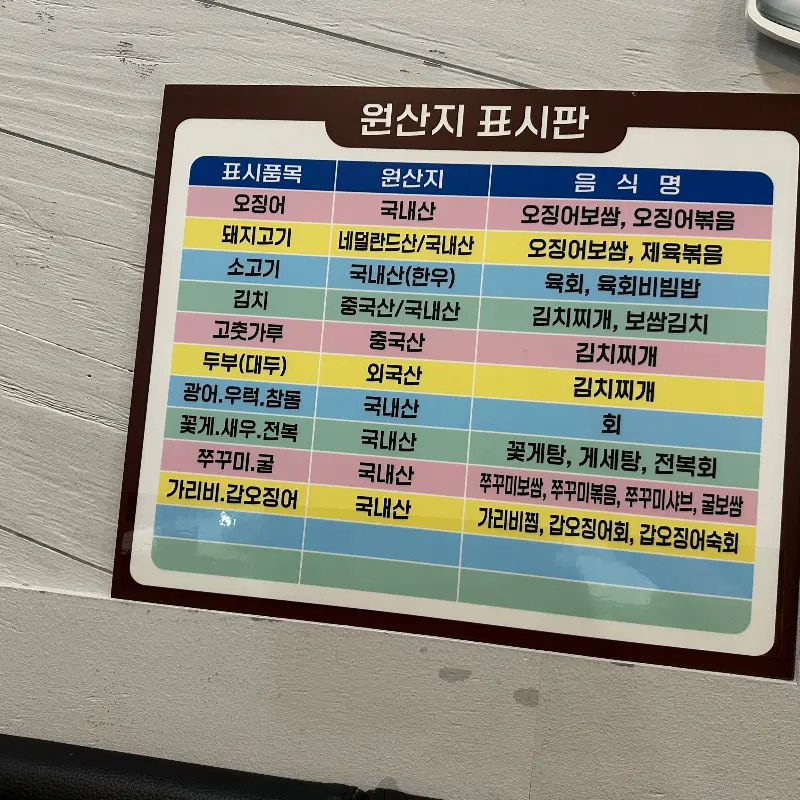 원산지 표시판
표시품목 원산지 음 식 명
오징어 국내산 오징어보쌈, 오징어볶음
돼지고기 네덜란드산/국내산 오징어보쌈, 제육볶음
소고기 국내산(한우) 육회, 육회비빔밥
김치 중국산/국내산 김치찌개, 보쌈김치
고춧가루 중국산 김치찌개
두부(대두) 외국산 김치찌개
광어.우럭.참돔 국내산 회
꽃게.새우.전복 국내산 꽃게탕, 게세탕, 전복회
쭈꾸미.굴 국내산 쭈꾸미보쌈, 쭈꾸미볶음, 쭈꾸미샤브, 굴보쌈
가리비.갑오징어 국내산 가리비찜, 갑오징어회, 갑오징어숙회